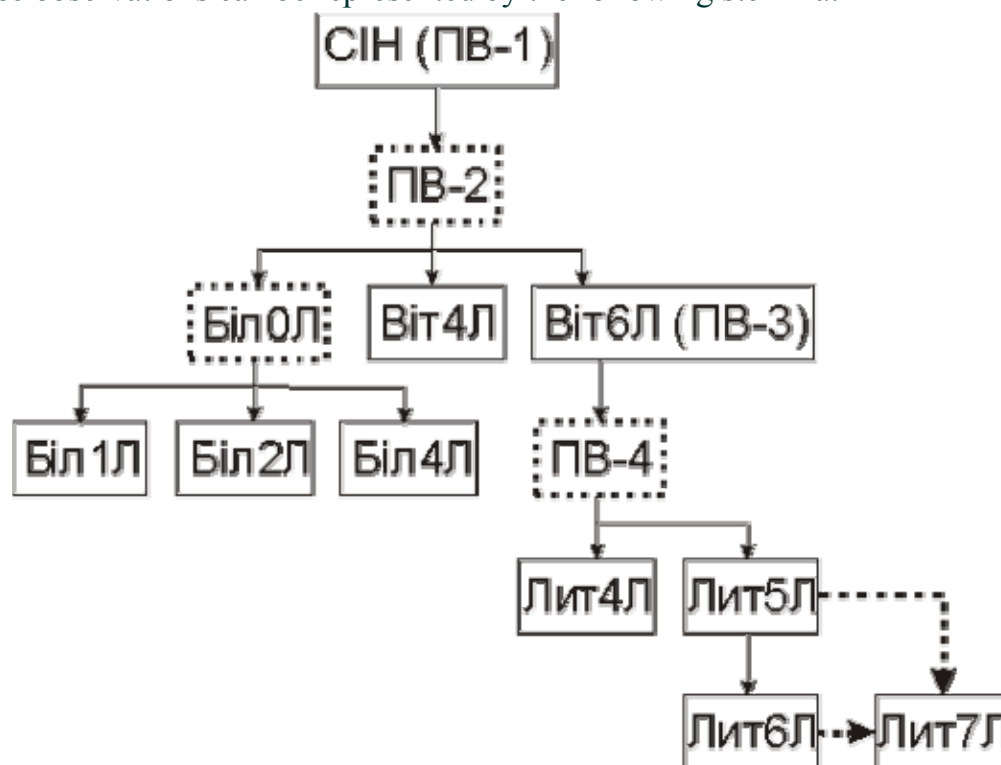 СІН (ПВ-1)
ПВ-2
Біл0Л Віт4Л Віт6Л (ПВ-3)
Біл1Л Біл2Л Біл4Л ПВ-4
Лит4Л Лит5Л
Лит6Л Лит7Л